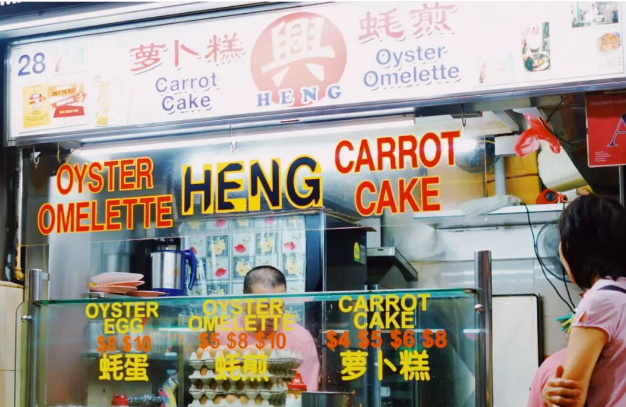 28
萝卜糕
Carrot
Cake
興
HENG
蚝煎
Oyster
Omelette
OYSTER
OMELETTE
HENG
CARROT
CAKE
OYSTER
EGG
$8 $10
蚝蛋
OYSTER
OMELETTE
$5 $8 $10
蚝煎
CARROT
CAKE
$4 $5 $6 $8
萝卜糕